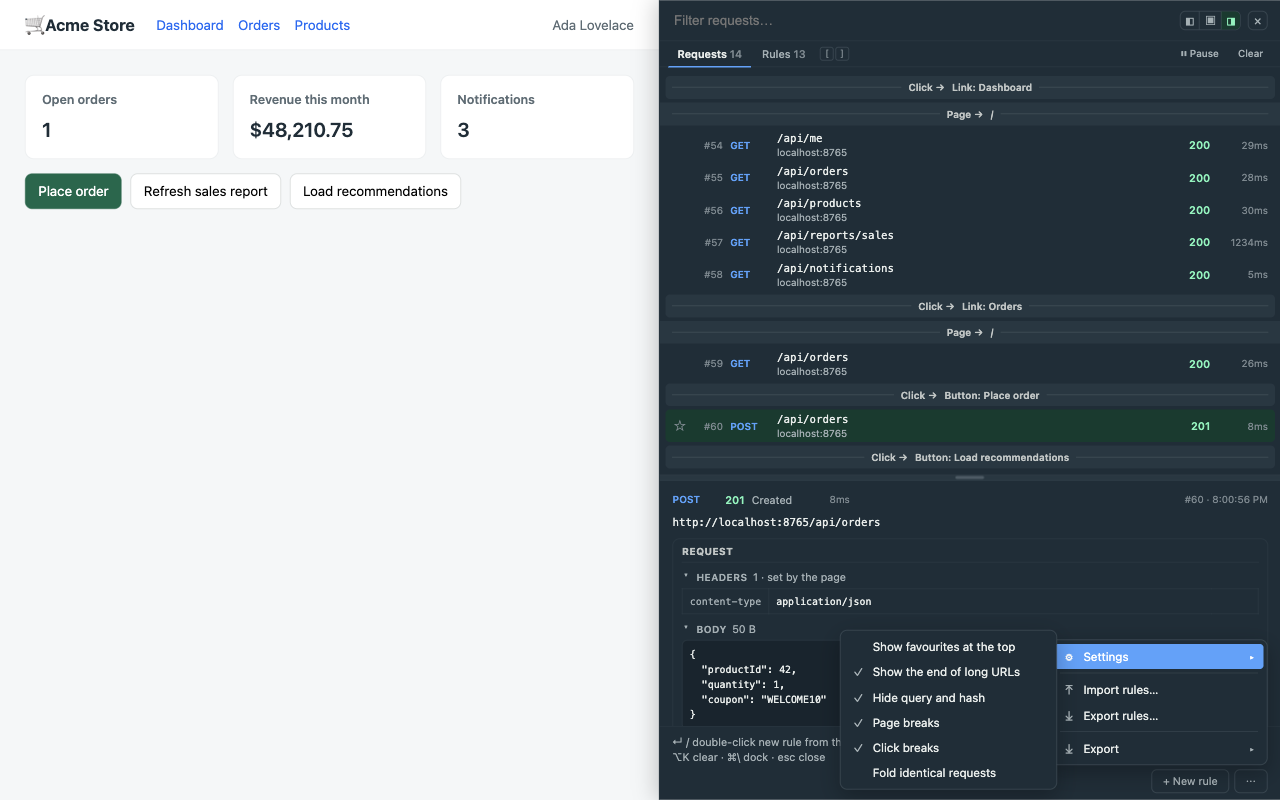 Acme Store
Dashboard
Orders
Products
Ada Lovelace
Open orders
1
Revenue this month
$48,210.75
Notifications
3
Place order
Refresh sales report
Load recommendations
Filter requests…
Requests 14
Rules 13
[ ]
Pause
Clear
Click → Link: Dashboard
Page → /
#54 GET /api/me 200 29ms
localhost:8765
#55 GET /api/orders 200 28ms
localhost:8765
#56 GET /api/products 200 30ms
localhost:8765
#57 GET /api/reports/sales 200 1234ms
localhost:8765
#58 GET /api/notifications 200 5ms
localhost:8765
Click → Link: Orders
Page → /
#59 GET /api/orders 200 26ms
localhost:8765
Click → Button: Place order
#60 POST /api/orders 201 8ms
localhost:8765
Click → Button: Load recommendations
POST 201 Created 8ms #60 · 8:00:56 PM
http://localhost:8765/api/orders
REQUEST
HEADERS 1 · set by the page
content-type application/json
BODY 50 B
{
"productId": 42,
"quantity": 1,
"coupon": "WELCOME10"
}
↵ / double-click new rule from th
⌥K clear · ⌘\ dock · esc close
Show favourites at the top
✓ Show the end of long URLs
✓ Hide query and hash
✓ Page breaks
✓ Click breaks
Fold identical requests
Settings
Import rules…
Export rules…
Export
+ New rule
···